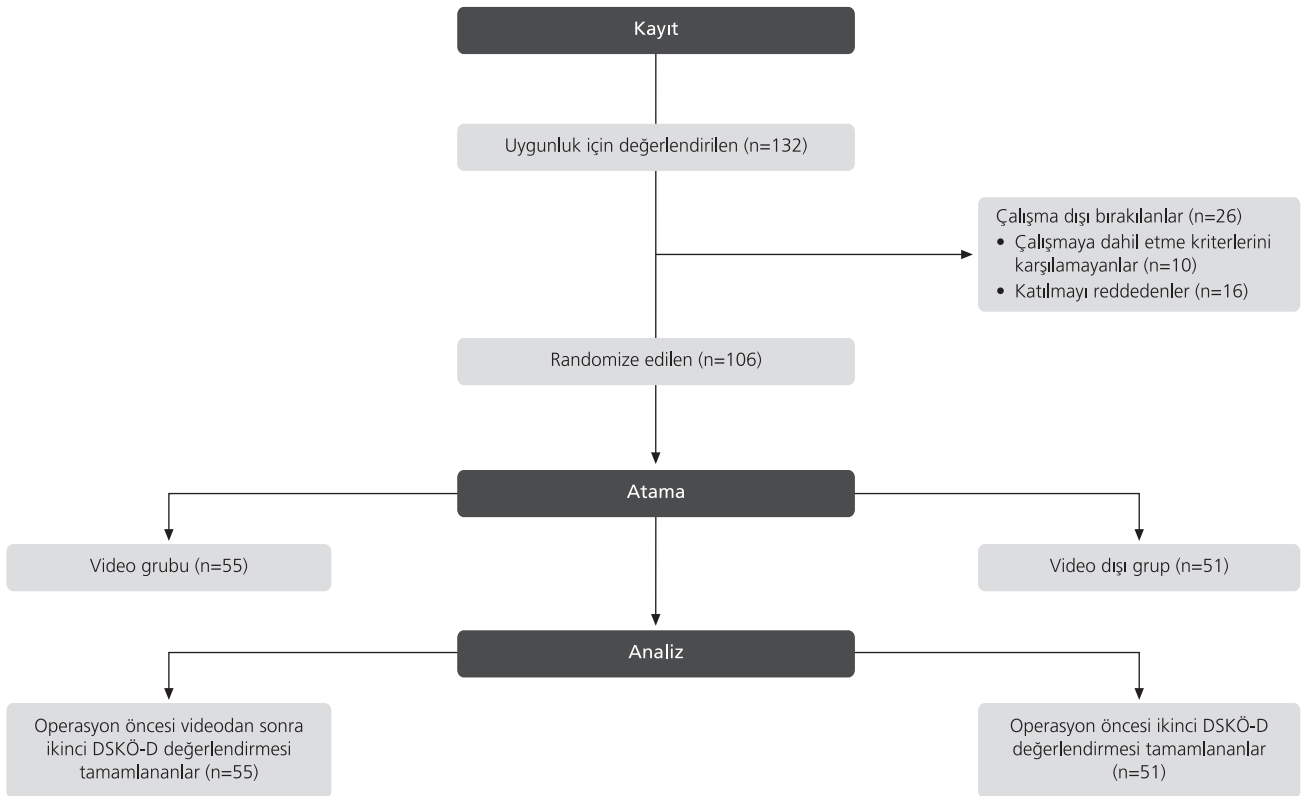 Kayıt
Uygunluk için değerlendirilen (n=132)
Çalışma dışı bırakılanlar (n=26)
• Çalışmaya dahil etme kriterlerini
karşılamayanlar (n=10)
• Katılmayı reddedenler (n=16)
Randomize edilen (n=106)
Atama
Video grubu (n=55)
Video dışı grup (n=51)
Analiz
Operasyon öncesi videodan sonra
ikinci DSKÖ-D değerlendirmesi
tamamlananlar (n=55)
Operasyon öncesi ikinci DSKÖ-D
değerlendirmesi tamamlananlar
(n=51)